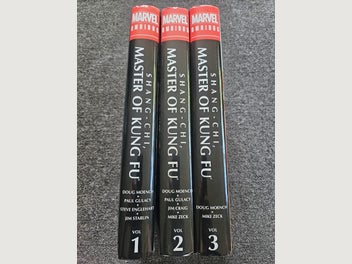 MARVEL
OMNIBUS
SHANG-CHI,
MASTER OF KUNG FU
DOUG MOENCH
• PAUL GULACY •
STEVE ENGLEHART
• JIM STARLIN
VOL
1
MARVEL
OMNIBUS
SHANG-CHI,
MASTER OF KUNG FU
DOUG MOENCH
• PAUL GULACY •
JIM CRAIG
• MIKE ZECK
VOL
2
MARVEL
OMNIBUS
SHANG-CHI,
MASTER OF KUNG FU
DOUG MOENCH
• MIKE ZECK
VOL
3